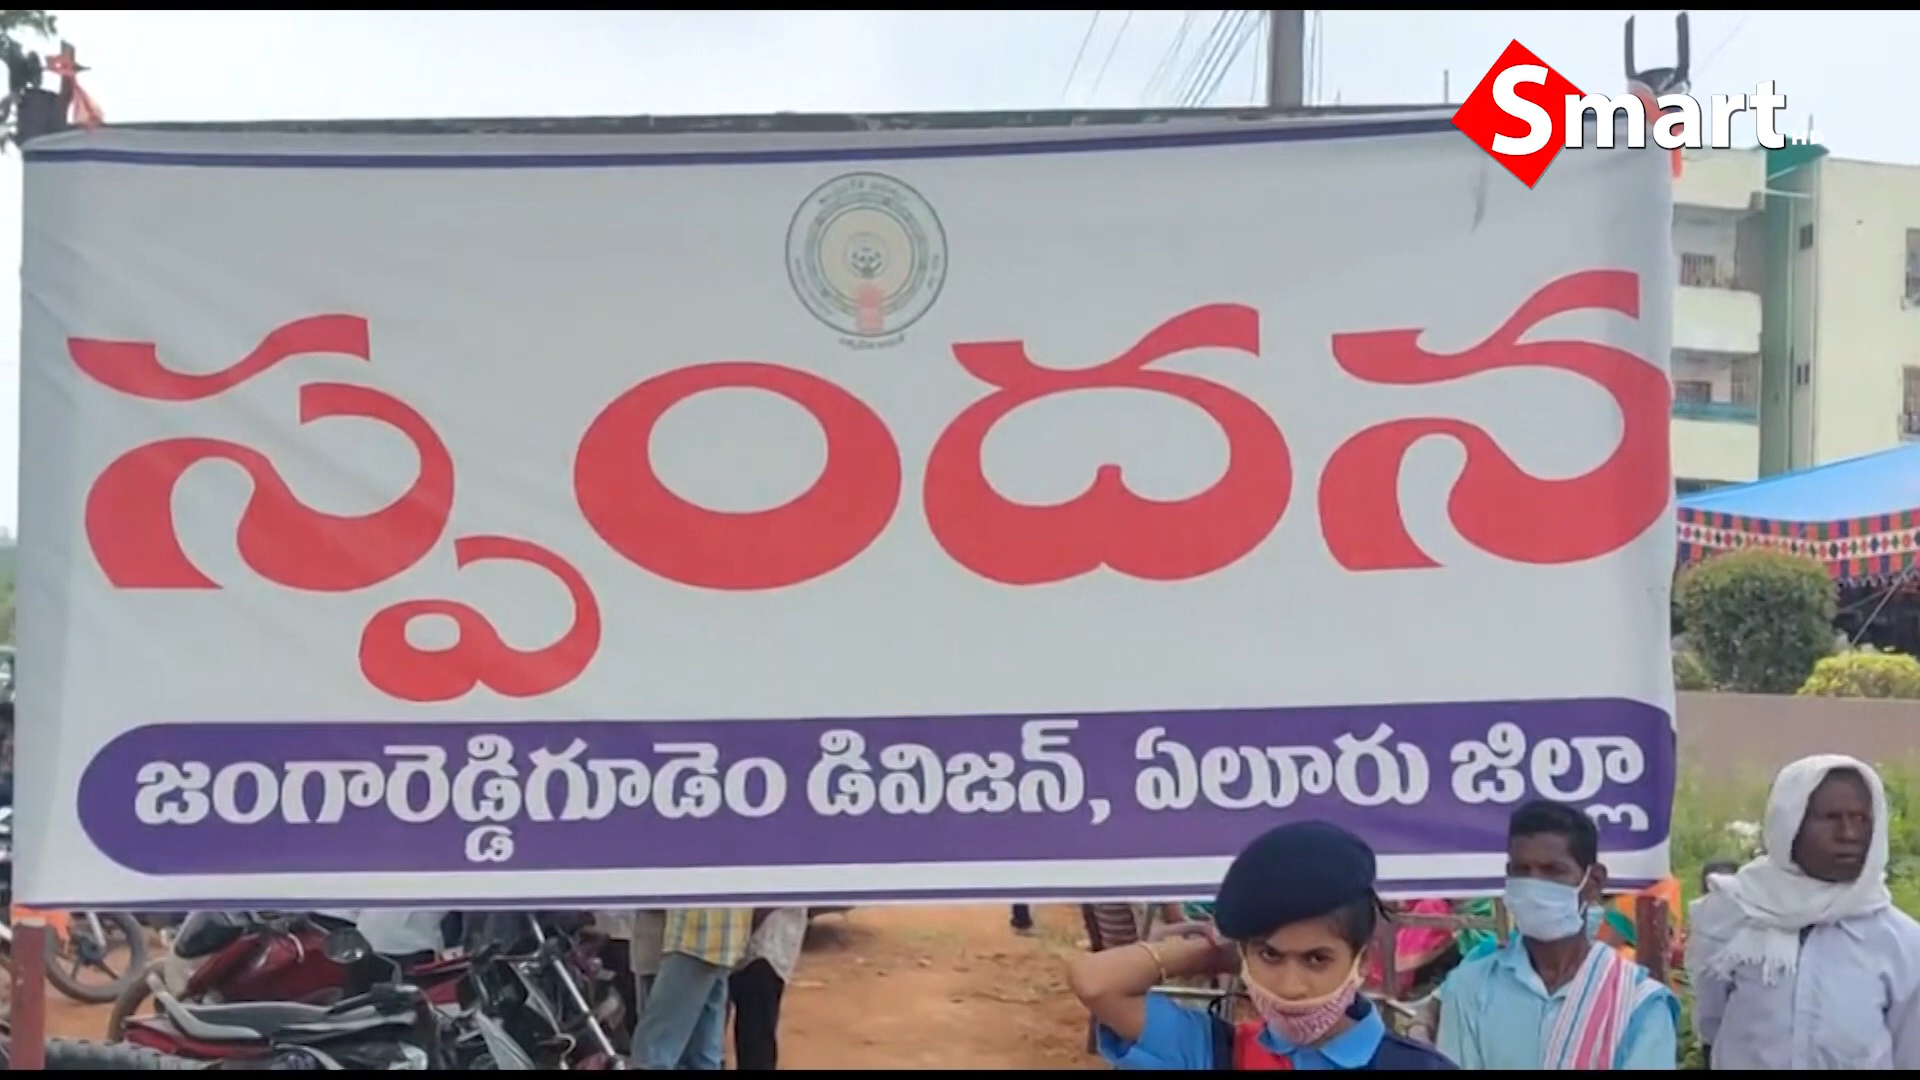 Smart
స్పందన
జంగారెడ్డిగూడెం డివిజన్, ఏలూరు జిల్లా